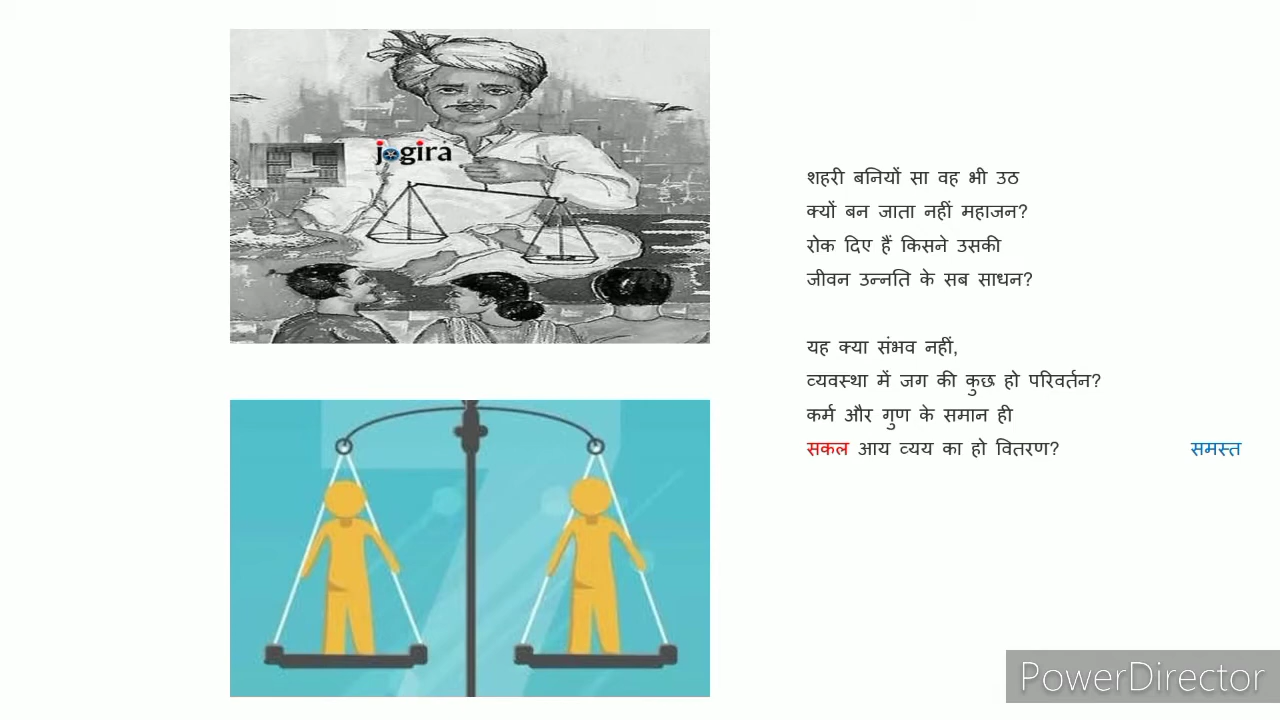 jogira
शहरी बनियों सा वह भी उठ
क्यों बन जाता नहीं महाजन?
रोक दिए हैं किसने उसकी
जीवन उन्नति के सब साधन?
यह क्या संभव नहीं,
व्यवस्था में जग की कुछ हो परिवर्तन?
कर्म और गुण के समान ही
सकल आय व्यय का हो वितरण? समस्त
PowerDirector